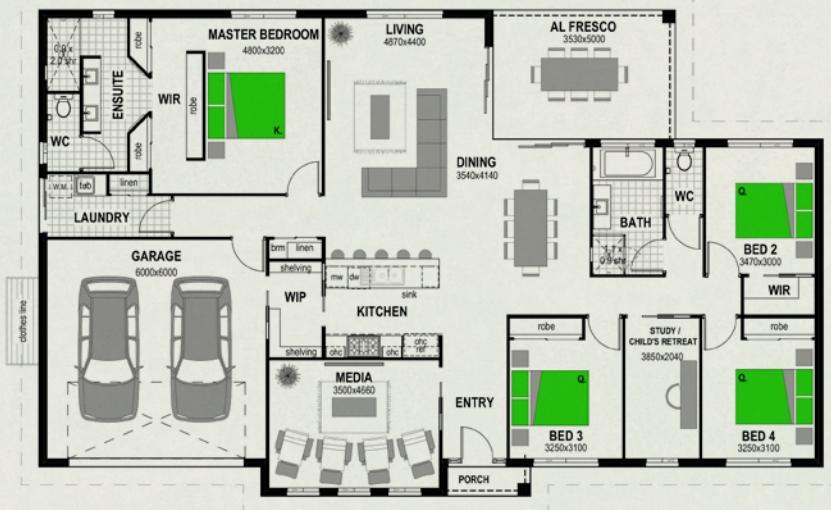 0.9 x
2.0 shr
robe
MASTER BEDROOM
4800x3200
ENSUITE
WIR
robe
K.
WC
robe
W.M.
tub
linen
LAUNDRY
LIVING
4870x4400
AL FRESCO
3530x5000
DINING
3540x4140
BATH
1.7 x
0.9 shr
WC
Q.
BED 2
3470x3000
WIR
GARAGE
6000x6000
clothes line
brm
linen
shelving
WIP
shelving
mw
dw
sink
KITCHEN
ohc
ohc
ohc
ref
MEDIA
3500x4660
ENTRY
PORCH
robe
Q.
BED 3
3250x3100
STUDY /
CHILD'S RETREAT
3850x2040
robe
Q.
BED 4
3250x3100